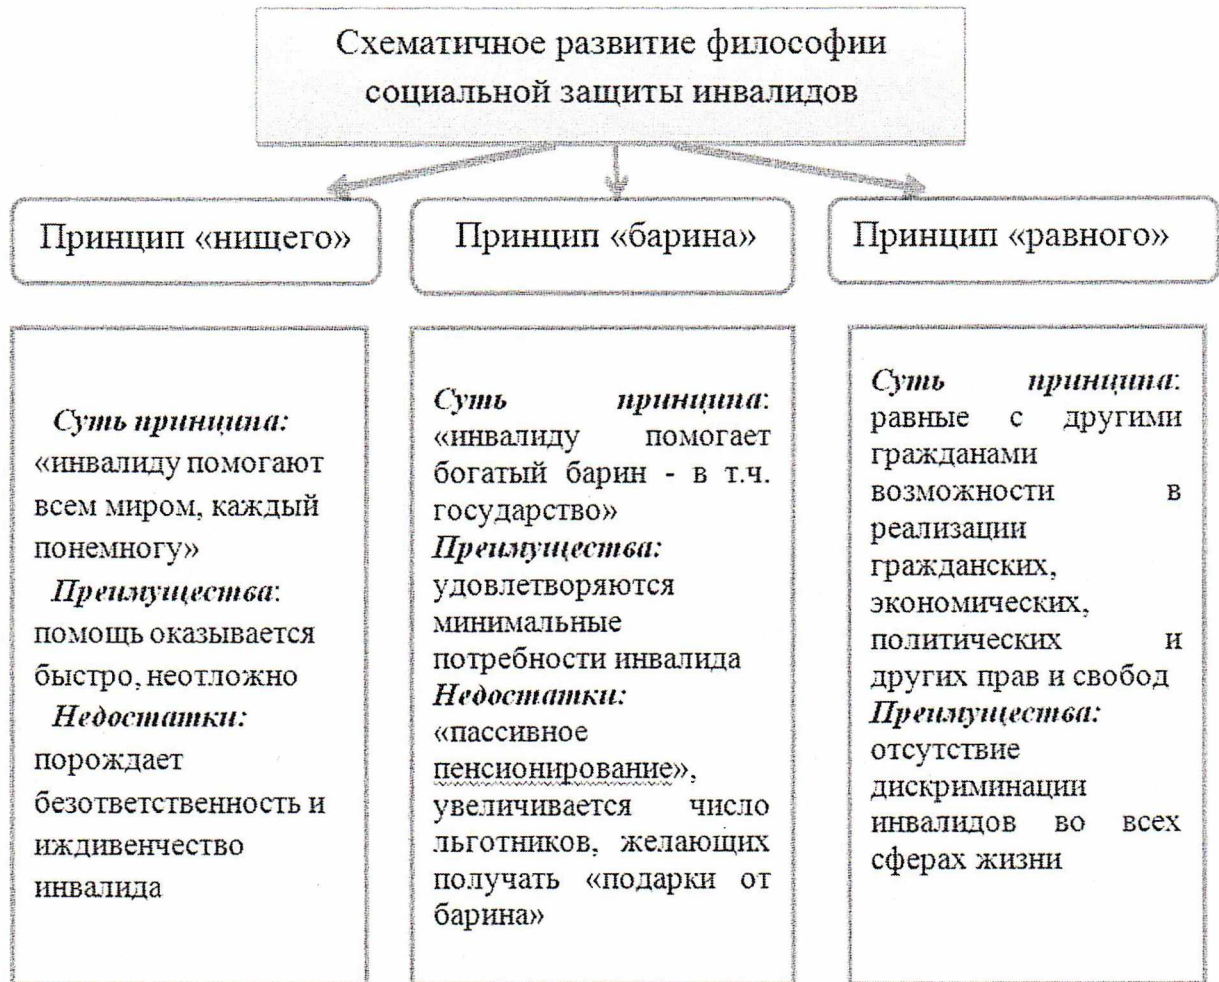 Схематичное развитие философии
социальной защиты инвалидов
Принцип «нищего»
Принцип «барина»
Принцип «равного»
Суть принципа:
«инвалиду помогают
всем миром, каждый
понемногу»
Преимущества:
помощь оказывается
быстро, неотложно
Недостатки:
порождает
безответственность и
иждивенчество
инвалида
Суть принципа:
«инвалиду помогает
богатый барин - в т.ч.
государство»
Преимущества:
удовлетворяются
минимальные
потребности инвалида
Недостатки:
«пассивное
пенсионирование»,
увеличивается число
льготников, желающих
получать «подарки от
барина»
Суть принципа:
равные с другими
гражданами
возможности в
реализации
гражданских,
экономических,
политических и
других прав и свобод
Преимущества:
отсутствие
дискриминации
инвалидов во всех
сферах жизни